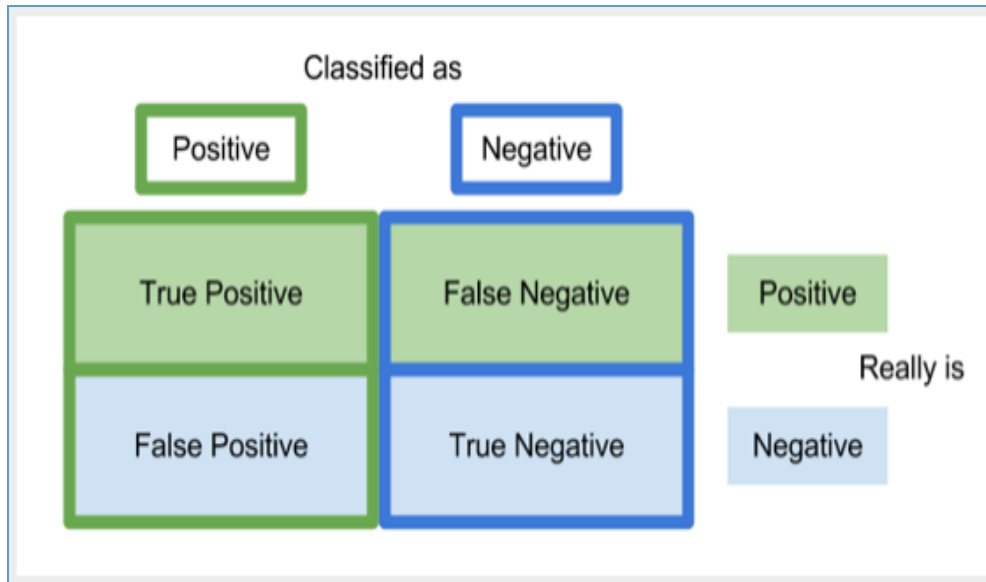 Classified as
Positive Negative
True Positive False Negative Positive
Really is
False Positive True Negative Negative